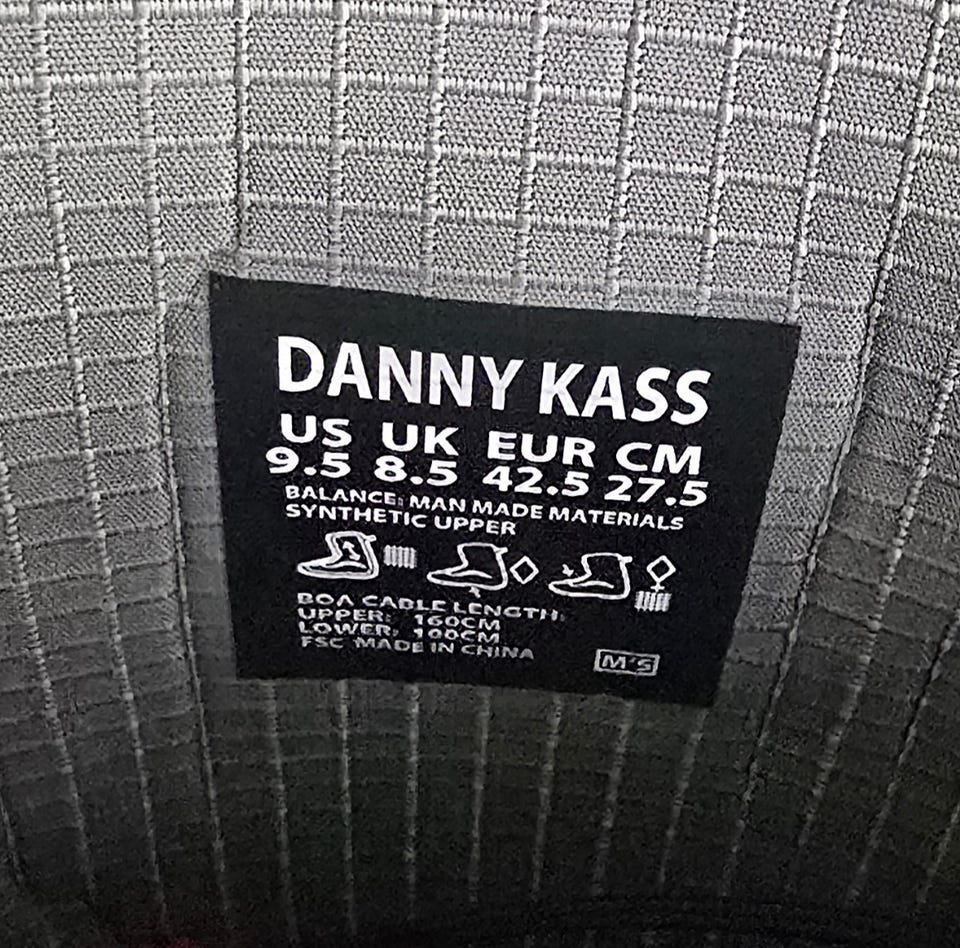 DANNY KASS
US UK EUR CM
9.5 8.5 42.5 27.5
BALANCE: MAN MADE MATERIALS
SYNTHETIC UPPER
BOA CABLE LENGTH:
UPPER: 160CM
LOWER: 100CM
FSC MADE IN CHINA
M'S